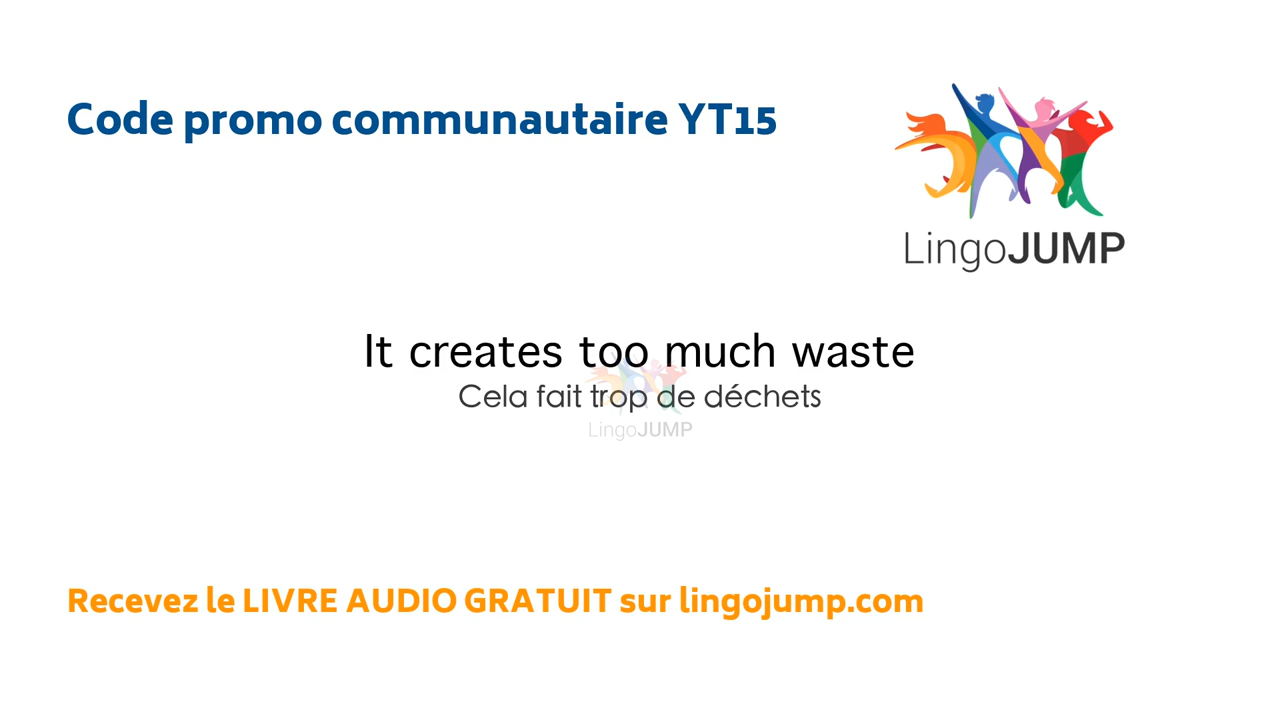 Code promo communautaire YT15
LingoJUMP
It creates too much waste
Cela fait trop de déchets
LingoJUMP
Recevez le LIVRE AUDIO GRATUIT sur lingojump.com